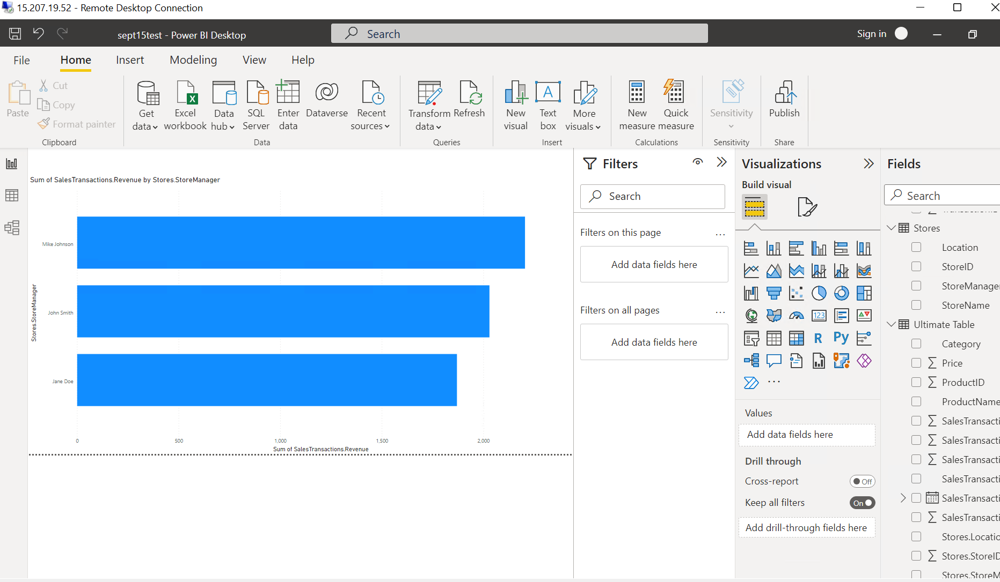 15.207.19.52 - Remote Desktop Connection
sept15test - Power BI Desktop
Search
Sign in
File
Home
Insert
Modeling
View
Help
Paste
Cut
Copy
Format painter
Clipboard
Get data
Excel workbook
Data hub
SQL Server
Enter data
Dataverse
Recent sources
Data
Transform data
Refresh
Queries
New visual
A
Text box
More visuals
Insert
New measure
Quick measure
Calculations
Sensitivity
Sensitivity
Publish
Share
Sum of SalesTransactions.Revenue by Stores.StoreManager
Stores.StoreManager
Mike Johnson
John Smith
Jane Doe
0
500
1,000
1,500
2,000
Sum of SalesTransactions.Revenue
Filters
Search
Filters on this page
...
Add data fields here
Filters on all pages
...
Add data fields here
Visualizations
Build visual
123
R
Py
...
Values
Add data fields here
Drill through
Cross-report
Off
Keep all filters
On
Add drill-through fields here
Fields
Search
Stores
Location
StoreID
StoreManager
StoreName
Ultimate Table
Category
Σ Price
Σ ProductID
ProductName
Σ SalesTransacti
Σ SalesTransacti
Σ SalesTransacti
SalesTransacti
SalesTransacti
Σ SalesTransacti
Stores.Locatio
Σ Stores.StoreID
Stores.StoreM